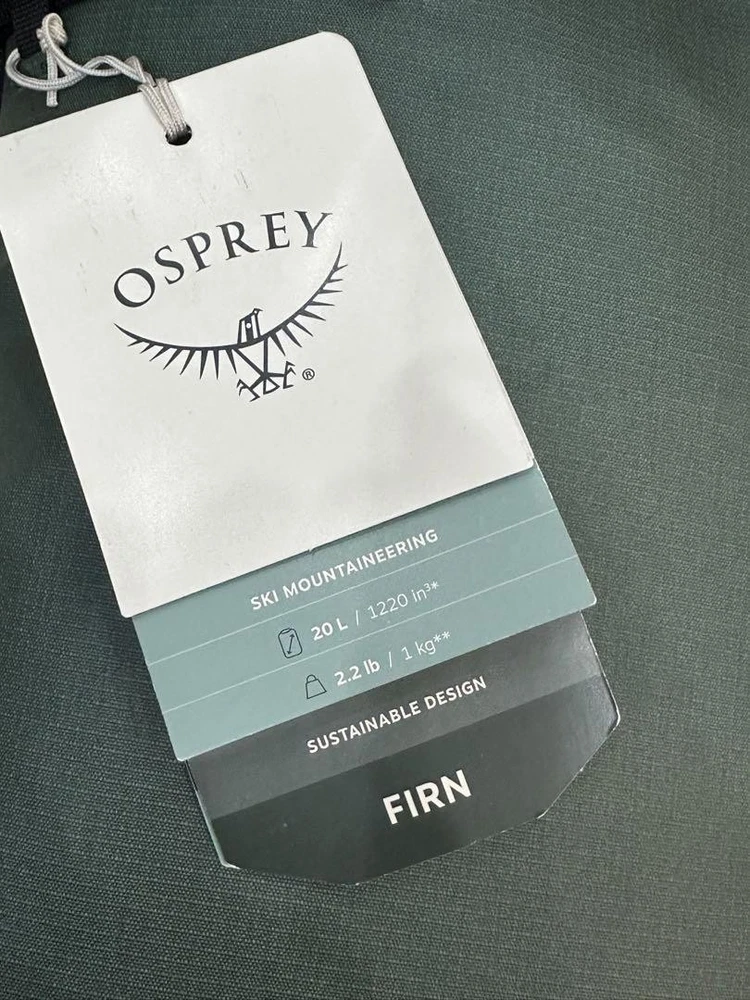 OSPREY
®
SKI MOUNTAINEERING
20 L / 1220 in³*
2.2 lb / 1 kg**
SUSTAINABLE DESIGN
FIRN